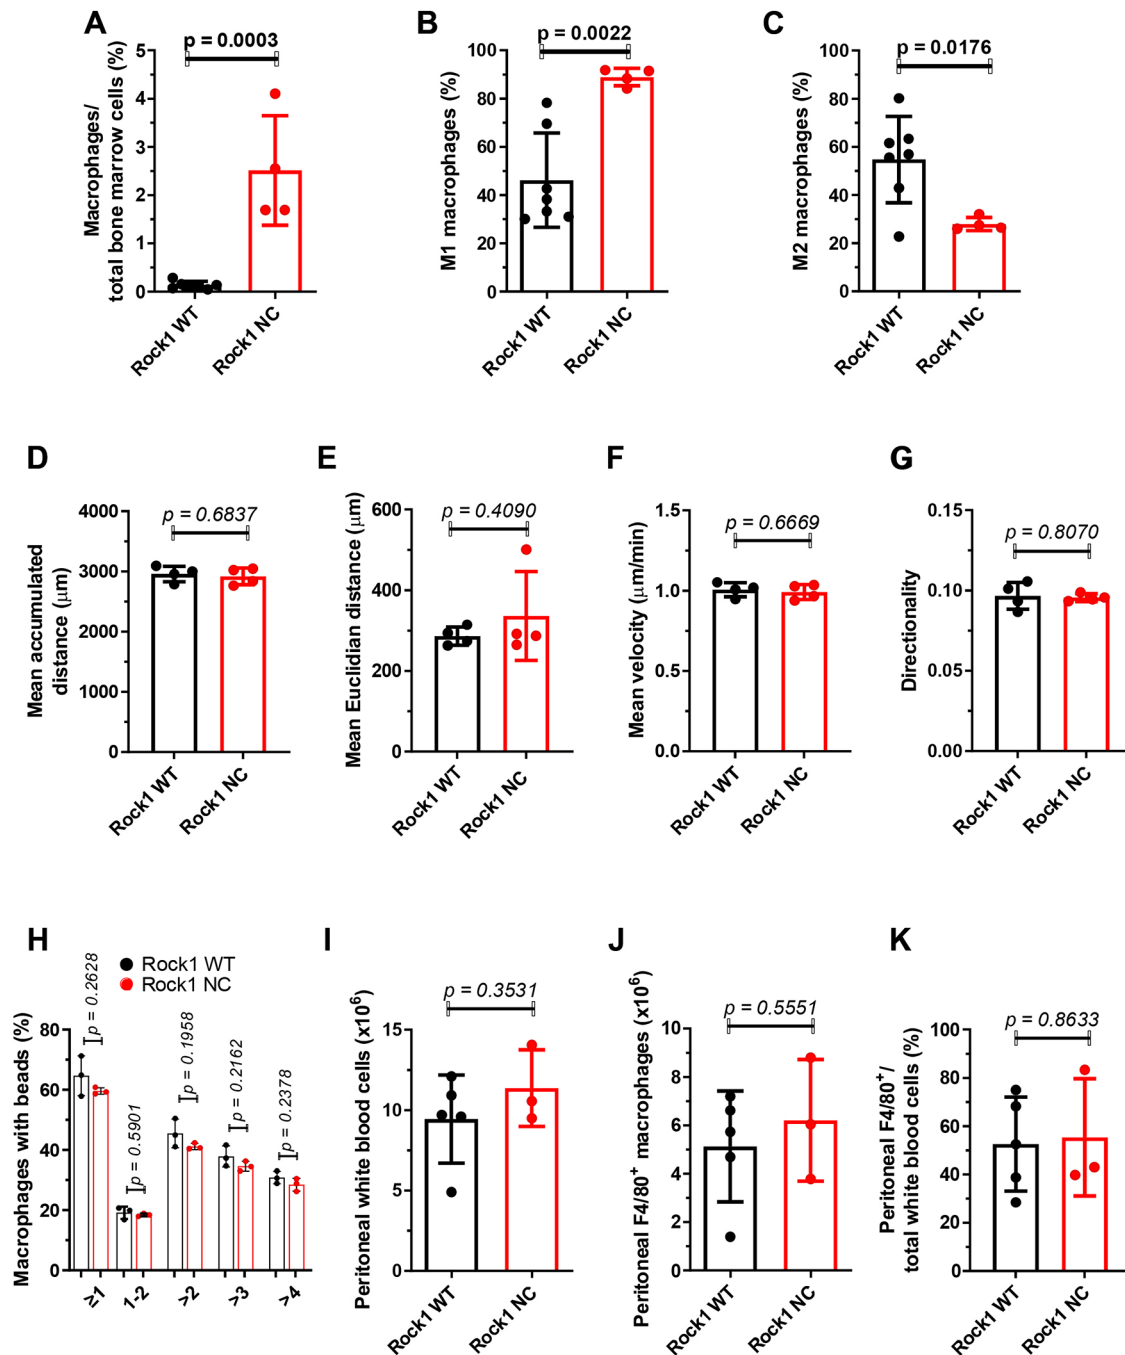 A
p = 0.0003
Macrophages/
total bone marrow cells (%)
5
4
3
2
1
0
Rock1 WT
Rock1 NC
B
p = 0.0022
M1 macrophages (%)
100
80
60
40
20
0
Rock1 WT
Rock1 NC
C
p = 0.0176
M2 macrophages (%)
100
80
60
40
20
0
Rock1 WT
Rock1 NC
D
p = 0.6837
Mean accumulated
distance (μm)
4000
3000
2000
1000
0
Rock1 WT
Rock1 NC
E
p = 0.4090
Mean Euclidian distance (μm)
600
400
200
0
Rock1 WT
Rock1 NC
F
p = 0.6669
Mean velocity (μm/min)
1.5
1.0
0.5
0.0
Rock1 WT
Rock1 NC
G
p = 0.8070
Directionality
0.15
0.10
0.05
0.00
Rock1 WT
Rock1 NC
H
Rock1 WT
Rock1 NC
p = 0.2628
p = 0.5901
p = 0.1958
p = 0.2162
p = 0.2378
Macrophages with beads (%)
80
60
40
20
0
≥1
1-2
>2
>3
>4
I
p = 0.3531
Peritoneal white blood cells (x10⁶)
15
10
5
0
Rock1 WT
Rock1 NC
J
p = 0.5551
Peritoneal F4/80⁺ macrophages (x10⁶)
10
8
6
4
2
0
Rock1 WT
Rock1 NC
K
p = 0.8633
Peritoneal F4/80⁺/
total white blood cells (%)
100
80
60
40
20
0
Rock1 WT
Rock1 NC